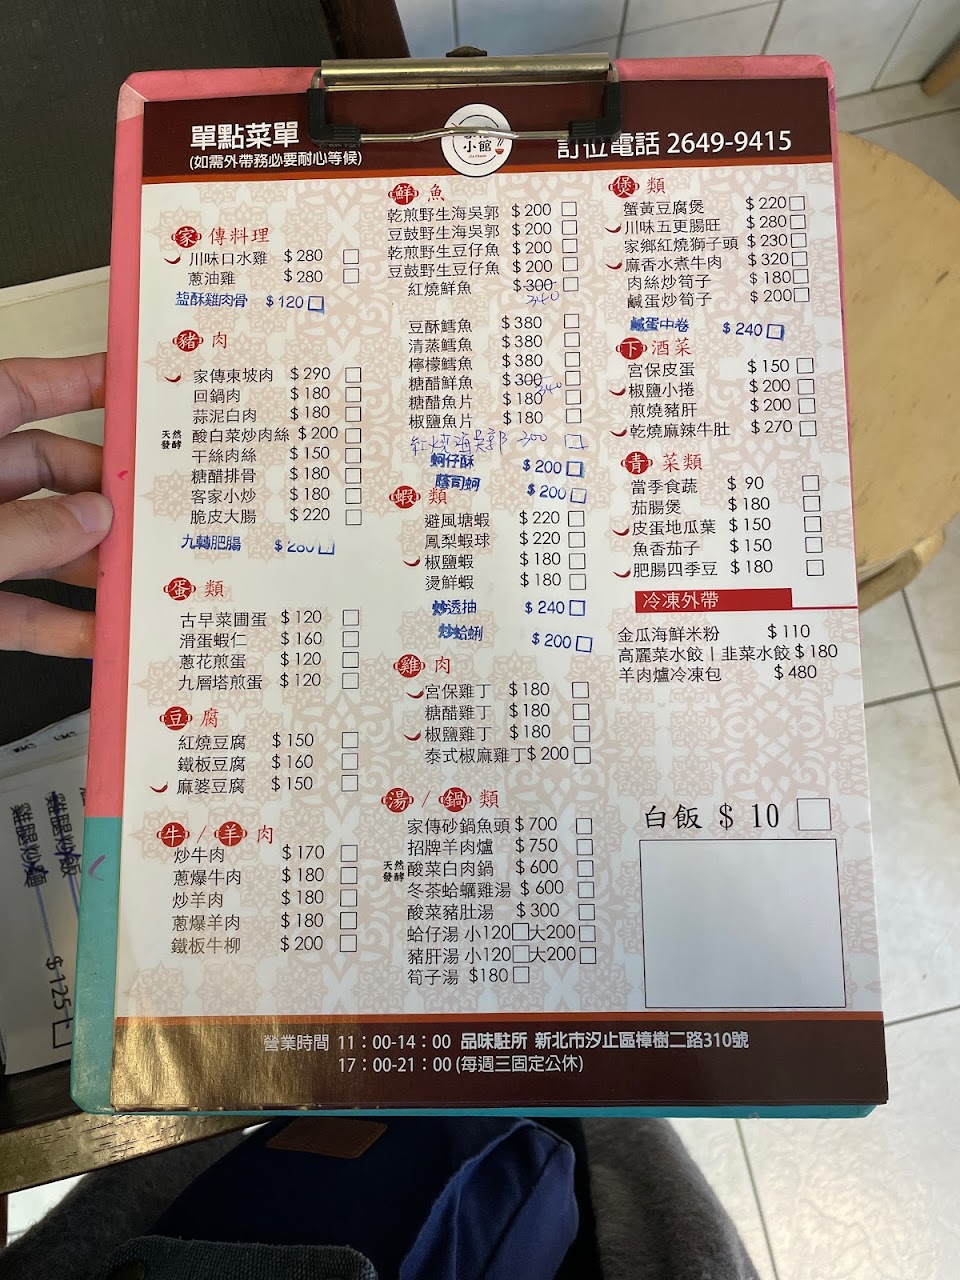 單點菜單
(如需外帶務必要耐心等候)
小館
訂位電話 2649-9415
家傳料理
川味口水雞 $280
蔥油雞 $280
盐酥雞肉骨 $120
豬肉
家傳東坡肉 $290
回鍋肉 $180
蒜泥白肉 $180
天然發酵 酸白菜炒肉絲 $200
干絲肉絲 $150
糖醋排骨 $180
客家小炒 $180
脆皮大腸 $220
九轉肥腸 $280
蛋類
古早菜圃蛋 $120
滑蛋蝦仁 $160
蔥花煎蛋 $120
九層塔煎蛋 $120
豆腐
紅燒豆腐 $150
鐵板豆腐 $160
麻婆豆腐 $150
牛/羊肉
炒牛肉 $170
蔥爆牛肉 $180
炒羊肉 $180
蔥爆羊肉 $180
鐵板牛柳 $200
鮮魚
乾煎野生海吳郭 $200
豆鼓野生海吳郭 $200
乾煎野生豆仔魚 $200
豆鼓野生豆仔魚 $200
紅燒鮮魚 $300
340
豆酥鱈魚 $380
清蒸鱈魚 $380
檸檬鱈魚 $380
糖醋鮮魚 $300 340
糖醋魚片 $180
椒鹽魚片 $180
紅燒海吳郭 300
蚵仔酥 $200
蔭豉蚵 $200
蝦類
避風塘蝦 $220
鳳梨蝦球 $220
椒鹽蝦 $180
燙鮮蝦 $180
炒透抽 $240
炒蛤蜊 $200
雞肉
宮保雞丁 $180
糖醋雞丁 $180
椒鹽雞丁 $180
泰式椒麻雞丁 $200
湯/鍋類
家傳砂鍋魚頭 $700
招牌羊肉爐 $750
天然發酵 酸菜白肉鍋 $600
冬茶蛤蠣雞湯 $600
酸菜豬肚湯 $300
蛤仔湯 小120 大200
豬肝湯 小120 大200
筍子湯 $180
煲類
蟹黃豆腐煲 $220
川味五更腸旺 $280
家鄉紅燒獅子頭 $230
麻香水煮牛肉 $320
肉絲炒筍子 $180
鹹蛋炒筍子 $200
鹹蛋中卷 $240
下酒菜
宮保皮蛋 $150
椒鹽小捲 $200
煎燒豬肝 $200
乾燒麻辣牛肚 $270
青菜類
當季食蔬 $ 90
茄腸煲 $180
皮蛋地瓜葉 $150
魚香茄子 $150
肥腸四季豆 $180
冷凍外帶
金瓜海鮮米粉 $110
高麗菜水餃|韭菜水餃 $180
羊肉爐冷凍包 $480
白飯 $ 10
營業時間 11:00-14:00 品味駐所 新北市汐止區樟樹二路310號
17:00-21:00 (每週三固定公休)
$125